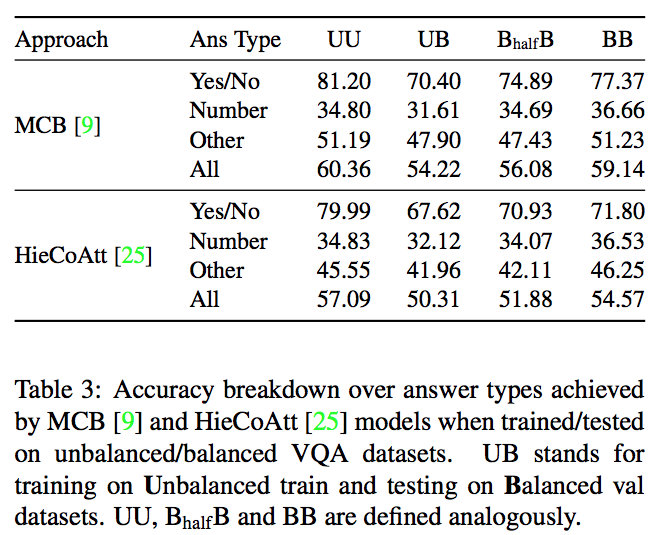 Approach Ans Type UU UB BhalfB BB
MCB [9]
Yes/No 81.20 70.40 74.89 77.37
Number 34.80 31.61 34.69 36.66
Other 51.19 47.90 47.43 51.23
All 60.36 54.22 56.08 59.14
HieCoAtt [25]
Yes/No 79.99 67.62 70.93 71.80
Number 34.83 32.12 34.07 36.53
Other 45.55 41.96 42.11 46.25
All 57.09 50.31 51.88 54.57
Table 3: Accuracy breakdown over answer types achieved
by MCB [9] and HieCoAtt [25] models when trained/tested
on unbalanced/balanced VQA datasets. UB stands for
training on Unbalanced train and testing on Balanced val
datasets. UU, BhalfB and BB are defined analogously.